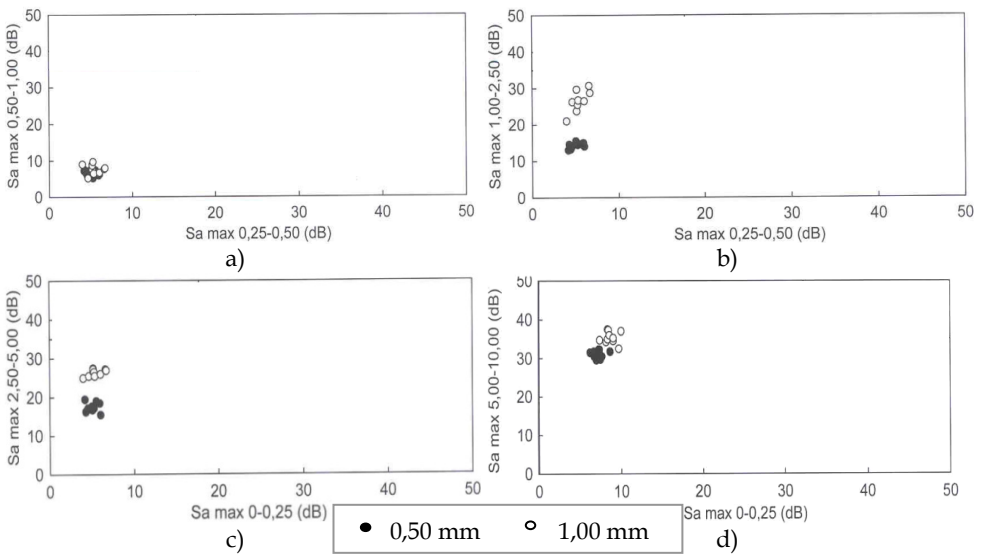 50
40
30
20
10
0
Sa max 0,50-1,00 (dB)
0 10 20 30 40 50
Sa max 0,25-0,50 (dB)
a)
50
40
30
20
10
0
Sa max 1,00-2,50 (dB)
0 10 20 30 40 50
Sa max 0,25-0,50 (dB)
b)
50
40
30
20
10
0
Sa max 2,50-5,00 (dB)
0 10 20 30 40 50
Sa max 0-0,25 (dB)
c)
50
40
30
20
10
0
Sa max 5,00-10,00 (dB)
0 10 20 30 40 50
Sa max 0-0,25 (dB)
d)
0,50 mm 1,00 mm